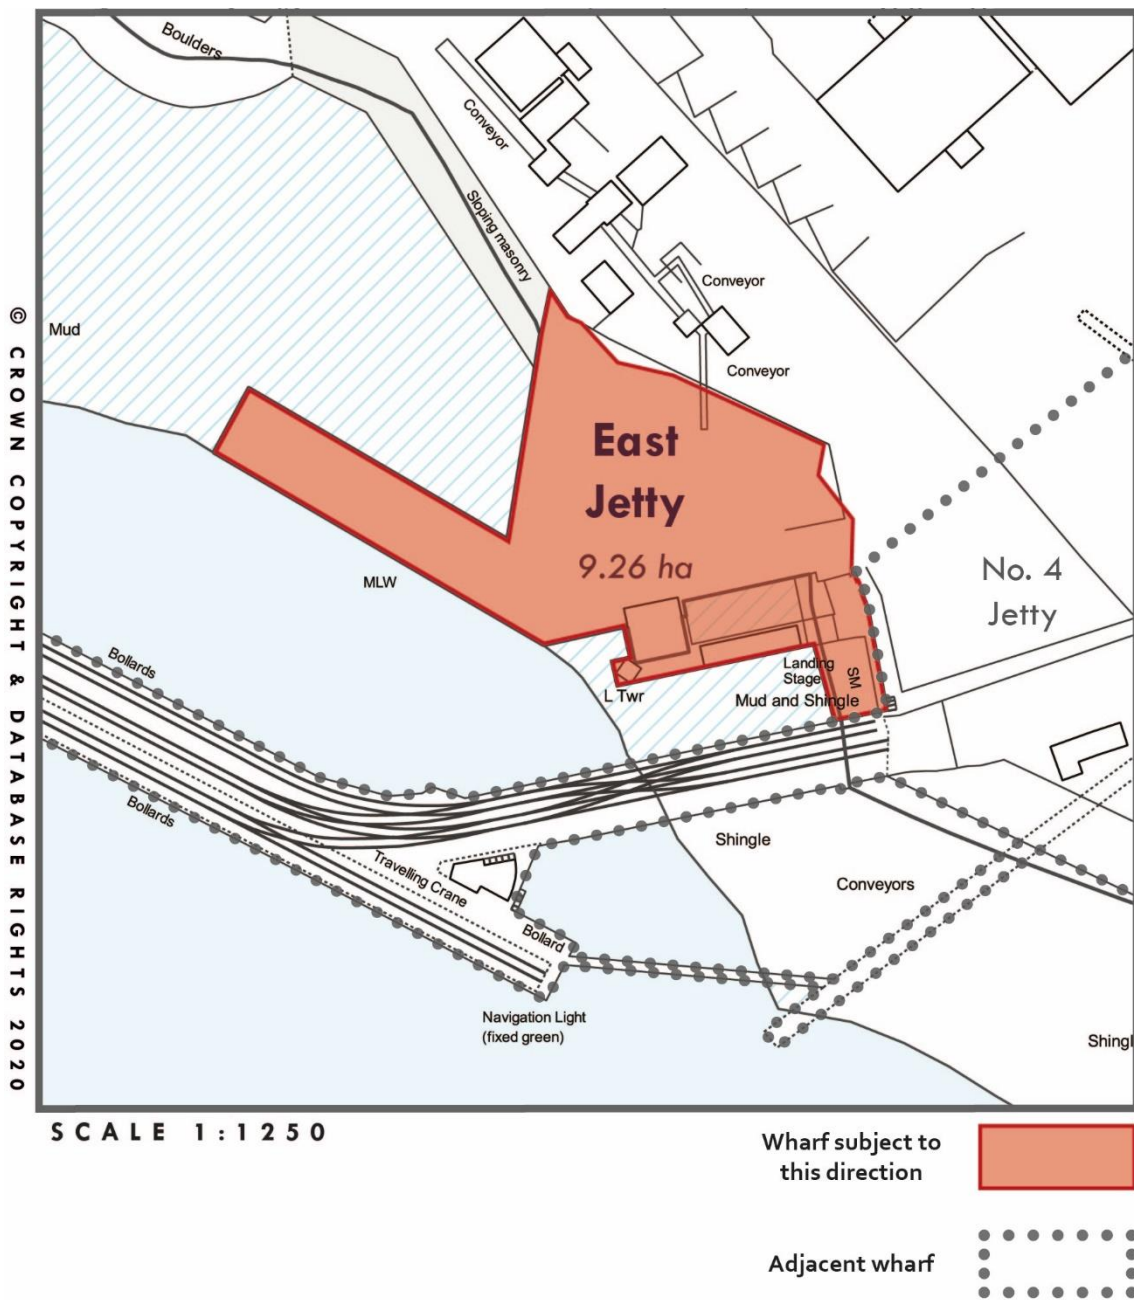 Boulders
Conveyor
Sloping masonry
Conveyor
Mud
Conveyor
East
Jetty
9.26 ha
No. 4
Jetty
MLW
Bollards
Landing
Stage
SM
L Twr
Mud and Shingle
Bollards
Shingle
Travelling Crane
Conveyors
Bollard
Navigation Light
(fixed green)
Shingl
© CROWN COPYRIGHT & DATABASE RIGHTS 2020
SCALE 1:1250
Wharf subject to
this direction
Adjacent wharf